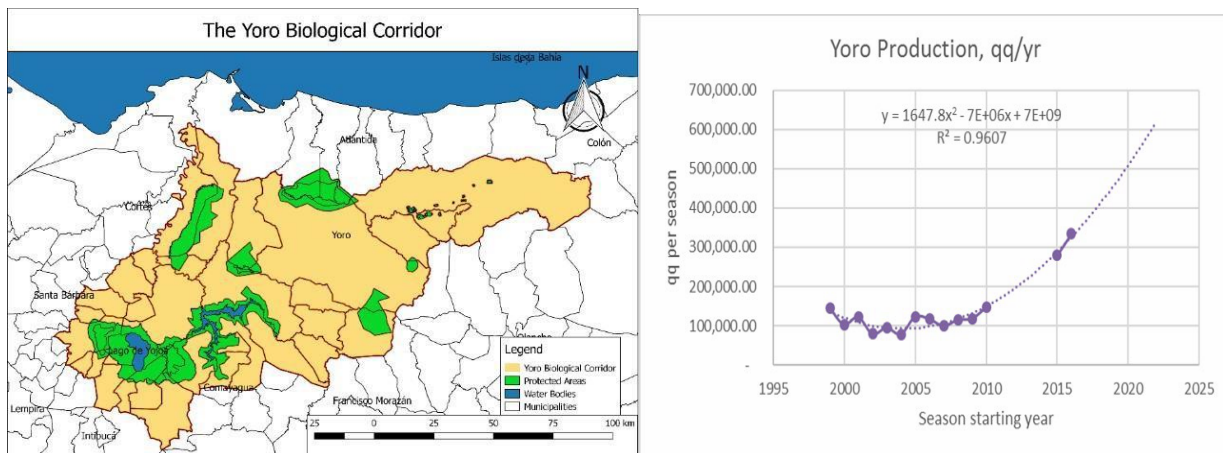 The Yoro Biological Corridor
Islas de la Bahía
N
Atlantida
Colón
Cortés
Yoro
Santa Bárbara
Lago de Yojoa
Olancho
Comayagua
Lempira
Francisco Morazán
Intibucá
Legend
Yoro Biological Corridor
Protected Areas
Water Bodies
Municipalities
25 0 25 50 75 100 km
Yoro Production, qq/yr
y = 1647.8x² - 7E+06x + 7E+09
R² = 0.9607
qq per season
700,000.00
600,000.00
500,000.00
400,000.00
300,000.00
200,000.00
100,000.00
-
1995 2000 2005 2010 2015 2020 2025
Season starting year